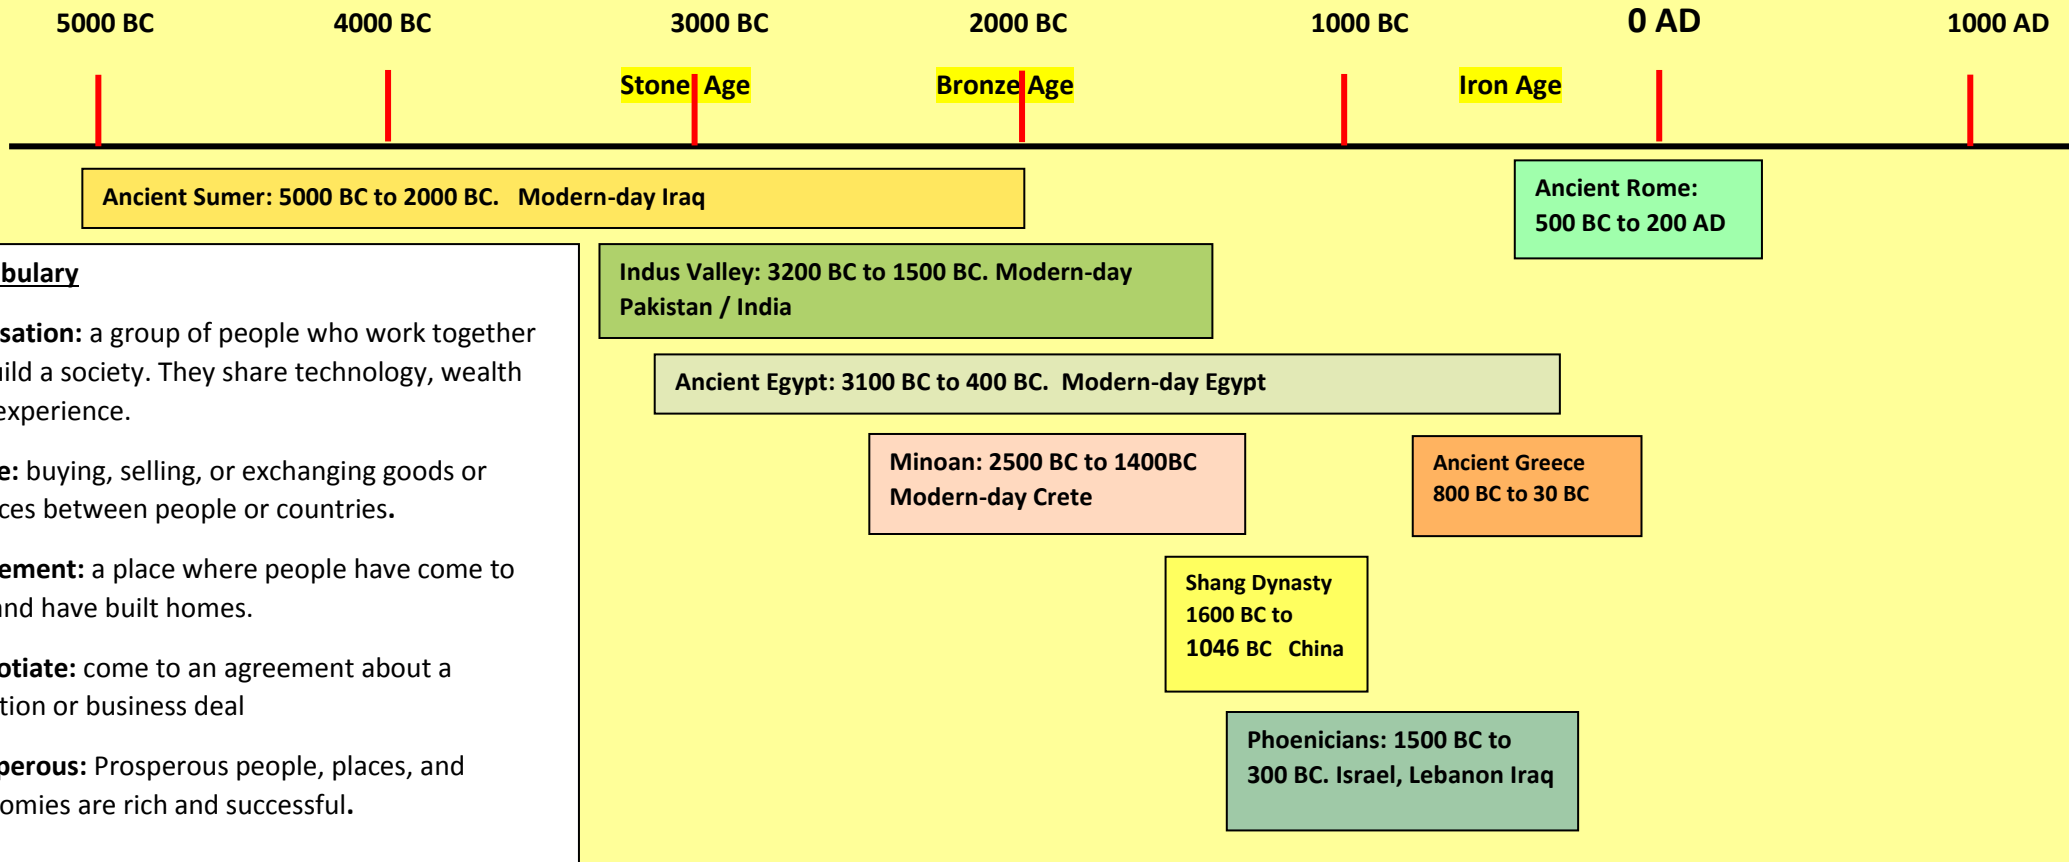 5000 BC 4000 BC 3000 BC 2000 BC 1000 BC 0 AD 1000 AD
Stone Age Bronze Age Iron Age
Ancient Sumer: 5000 BC to 2000 BC. Modern-day Iraq
Ancient Rome:
500 BC to 200 AD
Indus Valley: 3200 BC to 1500 BC. Modern-day
Pakistan / India
Ancient Egypt: 3100 BC to 400 BC. Modern-day Egypt
Minoan: 2500 BC to 1400BC
Modern-day Crete
Ancient Greece
800 BC to 30 BC
Shang Dynasty
1600 BC to
1046 BC China
Phoenicians: 1500 BC to
300 BC. Israel, Lebanon Iraq
bulary
sation: a group of people who work together
uild a society. They share technology, wealth
experience.
e: buying, selling, or exchanging goods or
ces between people or countries.
ement: a place where people have come to
and have built homes.
otiate: come to an agreement about a
tion or business deal
perous: Prosperous people, places, and
omies are rich and successful.